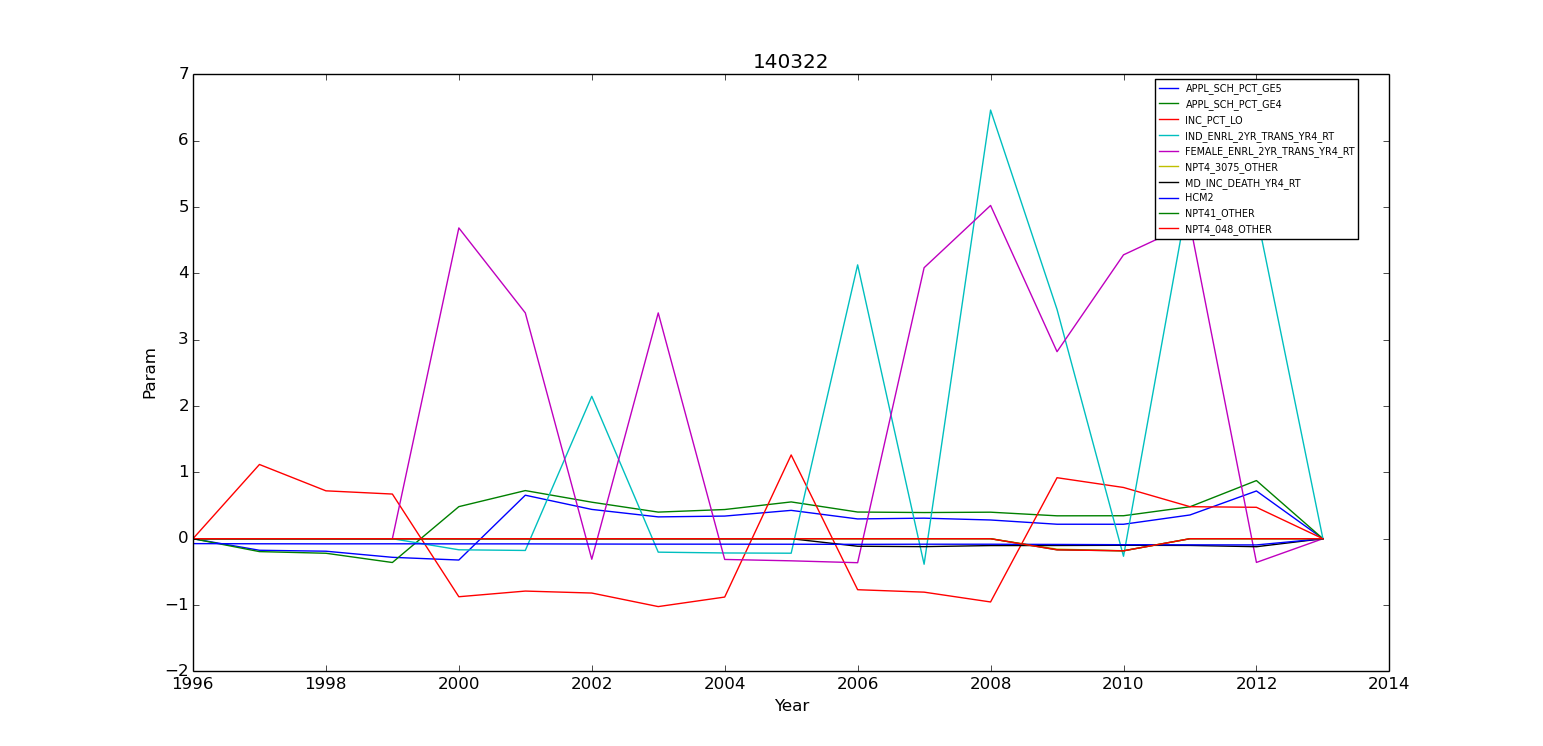 140322
7
6
5
4
3
2
1
0
−1
−2
Param
APPL_SCH_PCT_GE5
APPL_SCH_PCT_GE4
INC_PCT_LO
IND_ENRL_2YR_TRANS_YR4_RT
FEMALE_ENRL_2YR_TRANS_YR4_RT
NPT4_3075_OTHER
MD_INC_DEATH_YR4_RT
HCM2
NPT41_OTHER
NPT4_048_OTHER
1996 1998 2000 2002 2004 2006 2008 2010 2012 2014
Year